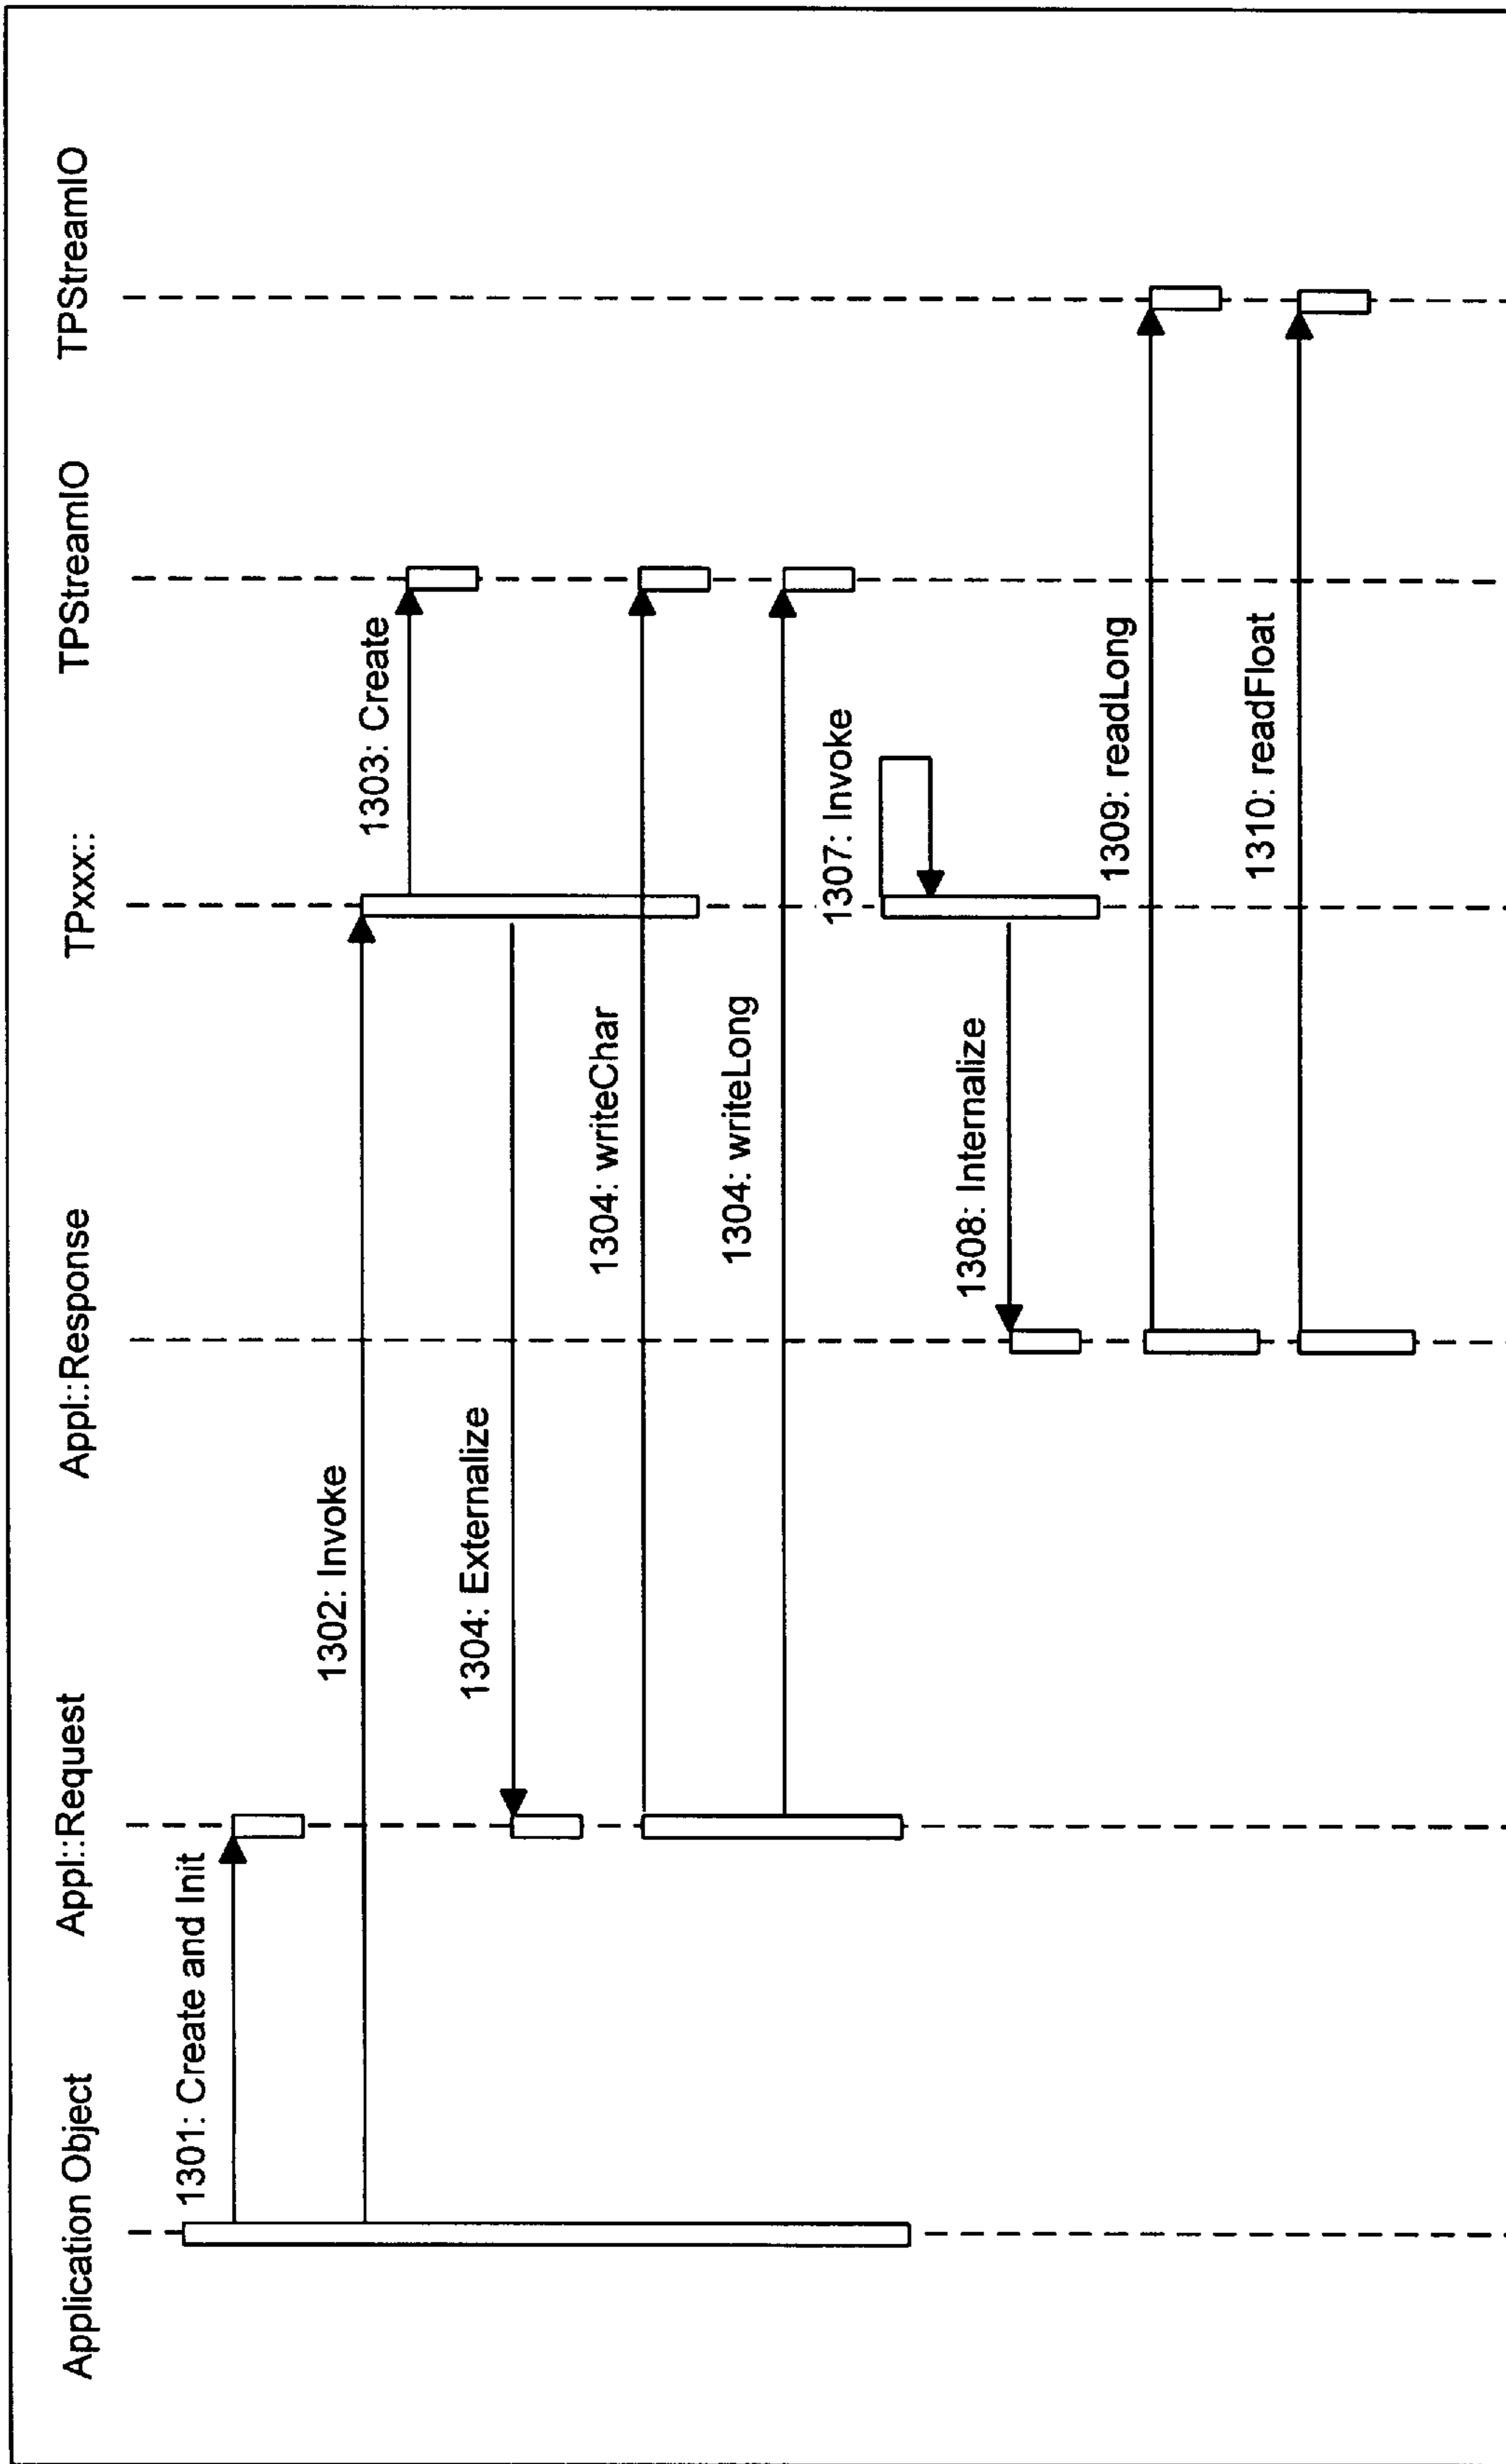 Application Object
Appl::Request
Appl::Response
TPxxx::
TPStreamIO
TPStreamIO
1301: Create and Init
1302: Invoke
1303: Create
1304: Externalize
1304: writeChar
1304: writeLong
1307: Invoke
1308: Internalize
1309: readLong
1310: readFloat